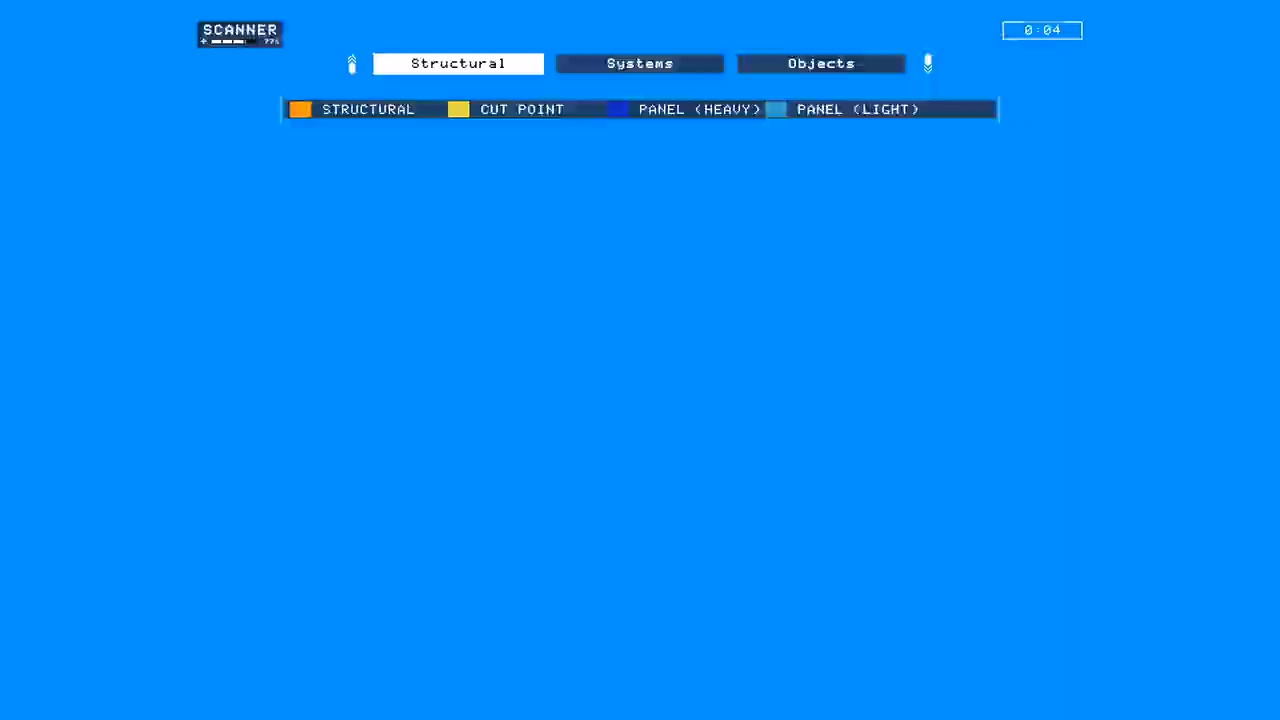 SCANNER
77%
0:04
Structural Systems Objects
STRUCTURAL CUT POINT PANEL (HEAVY) PANEL (LIGHT)